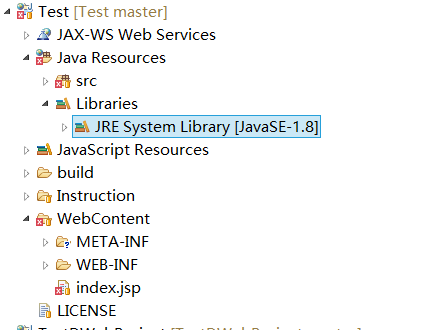 Test [Test master]
JAX-WS Web Services
Java Resources
src
Libraries
JRE System Library [JavaSE-1.8]
JavaScript Resources
build
Instruction
WebContent
META-INF
WEB-INF
index.jsp
LICENSE